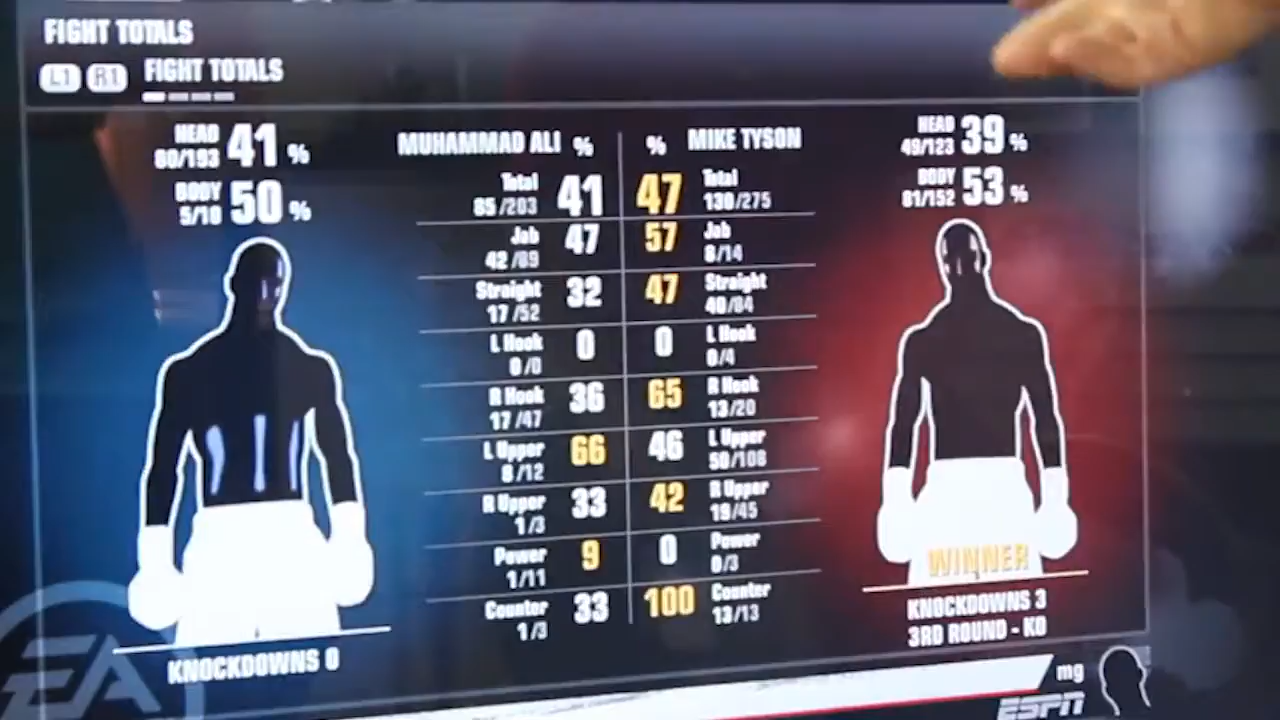 FIGHT TOTALS
L1 R1 FIGHT TOTALS
HEAD 80/193 41 %
BODY 5/10 50 %
MUHAMMAD ALI % % MIKE TYSON
HEAD 49/123 39 %
BODY 81/152 53 %
Total 85/203 41 47 Total 130/275
Jab 42/89 47 57 Jab 8/14
Straight 17/52 32 47 Straight 40/84
L Hook 0/0 0 0 L Hook 0/4
R Hook 17/47 36 65 R Hook 13/20
L Upper 8/12 66 46 L Upper 50/108
R Upper 1/3 33 42 R Upper 19/45
Power 1/11 9 0 Power 0/3
Counter 1/3 33 100 Counter 13/13
KNOCKDOWNS 0
WINNER
KNOCKDOWNS 3
3RD ROUND - KO
mg
ESPN
EA